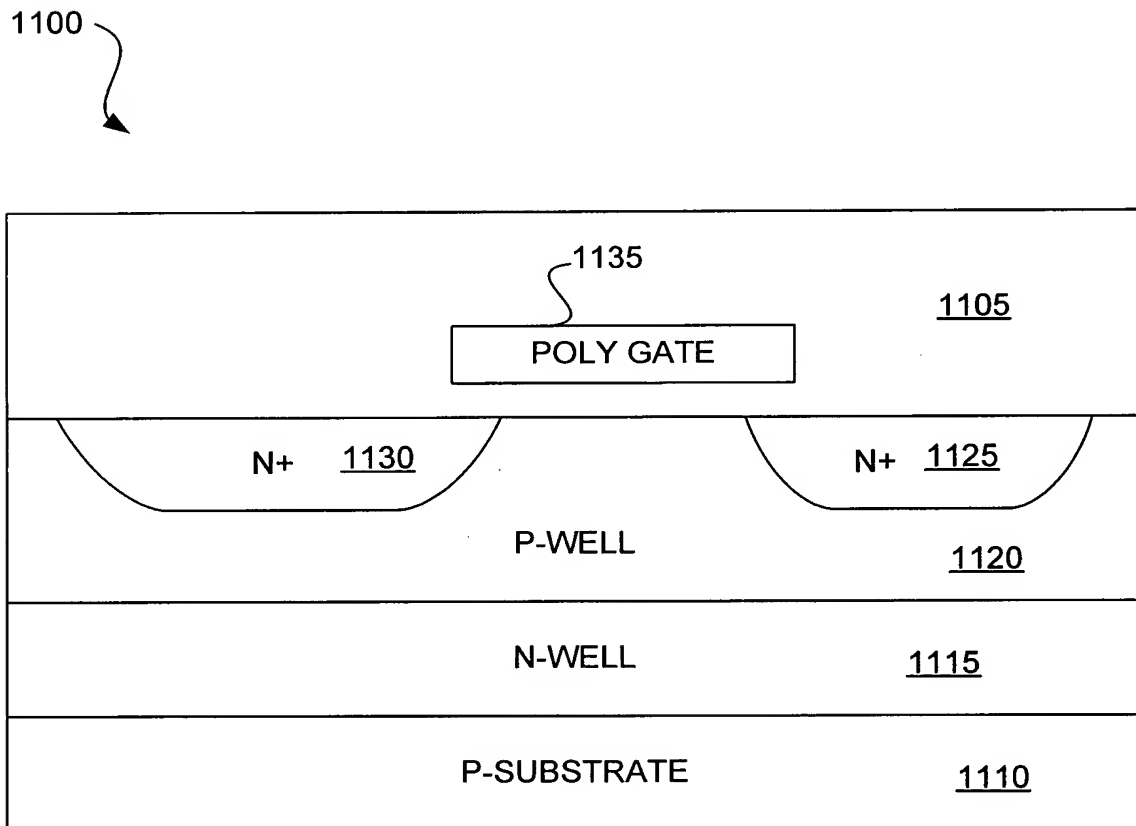 1100
1135
1105
POLY GATE
N+ 1130
N+ 1125
P-WELL
1120
N-WELL
1115
P-SUBSTRATE
1110